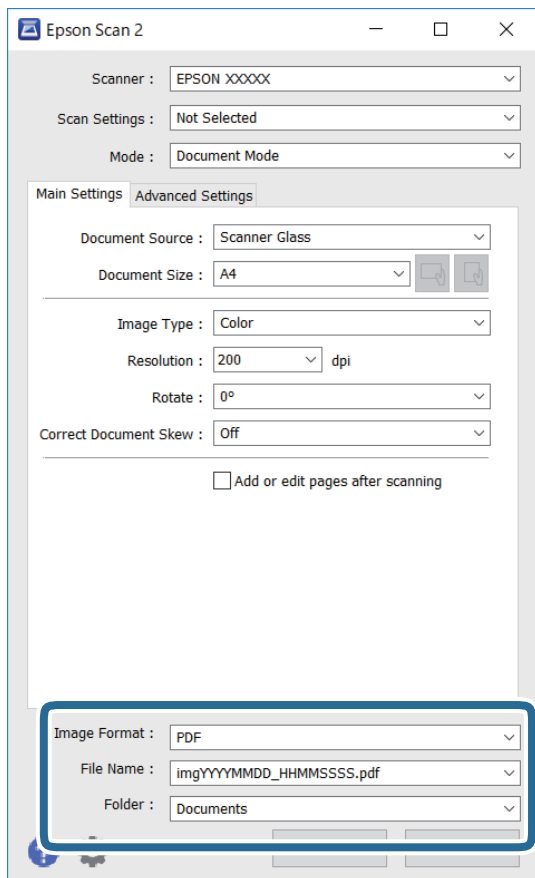 Epson Scan 2
Scanner : EPSON XXXXX
Scan Settings : Not Selected
Mode : Document Mode
Main Settings Advanced Settings
Document Source : Scanner Glass
Document Size : A4
Image Type : Color
Resolution : 200 dpi
Rotate : 0°
Correct Document Skew : Off
Add or edit pages after scanning
Image Format : PDF
File Name : imgYYYYMMDD_HHMMSSSS.pdf
Folder : Documents